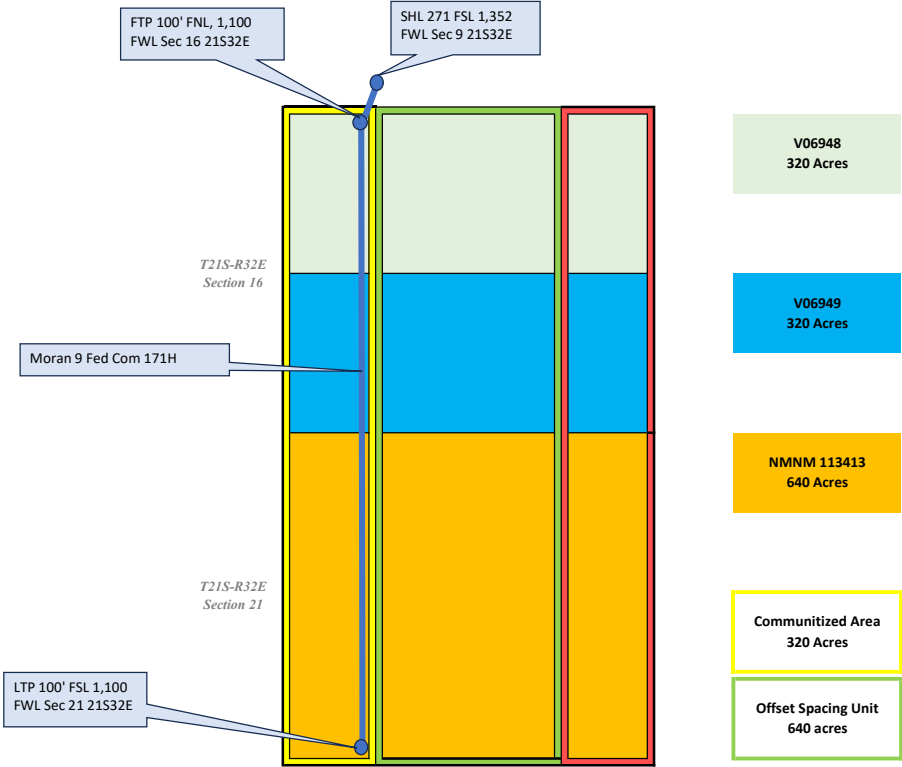 FTP 100' FNL, 1,100
FWL Sec 16 21S32E
SHL 271 FSL 1,352
FWL Sec 9 21S32E
V06948
320 Acres
T21S-R32E
Section 16
V06949
320 Acres
Moran 9 Fed Com 171H
NMNM 113413
640 Acres
T21S-R32E
Section 21
Communitized Area
320 Acres
LTP 100' FSL 1,100
FWL Sec 21 21S32E
Offset Spacing Unit
640 acres